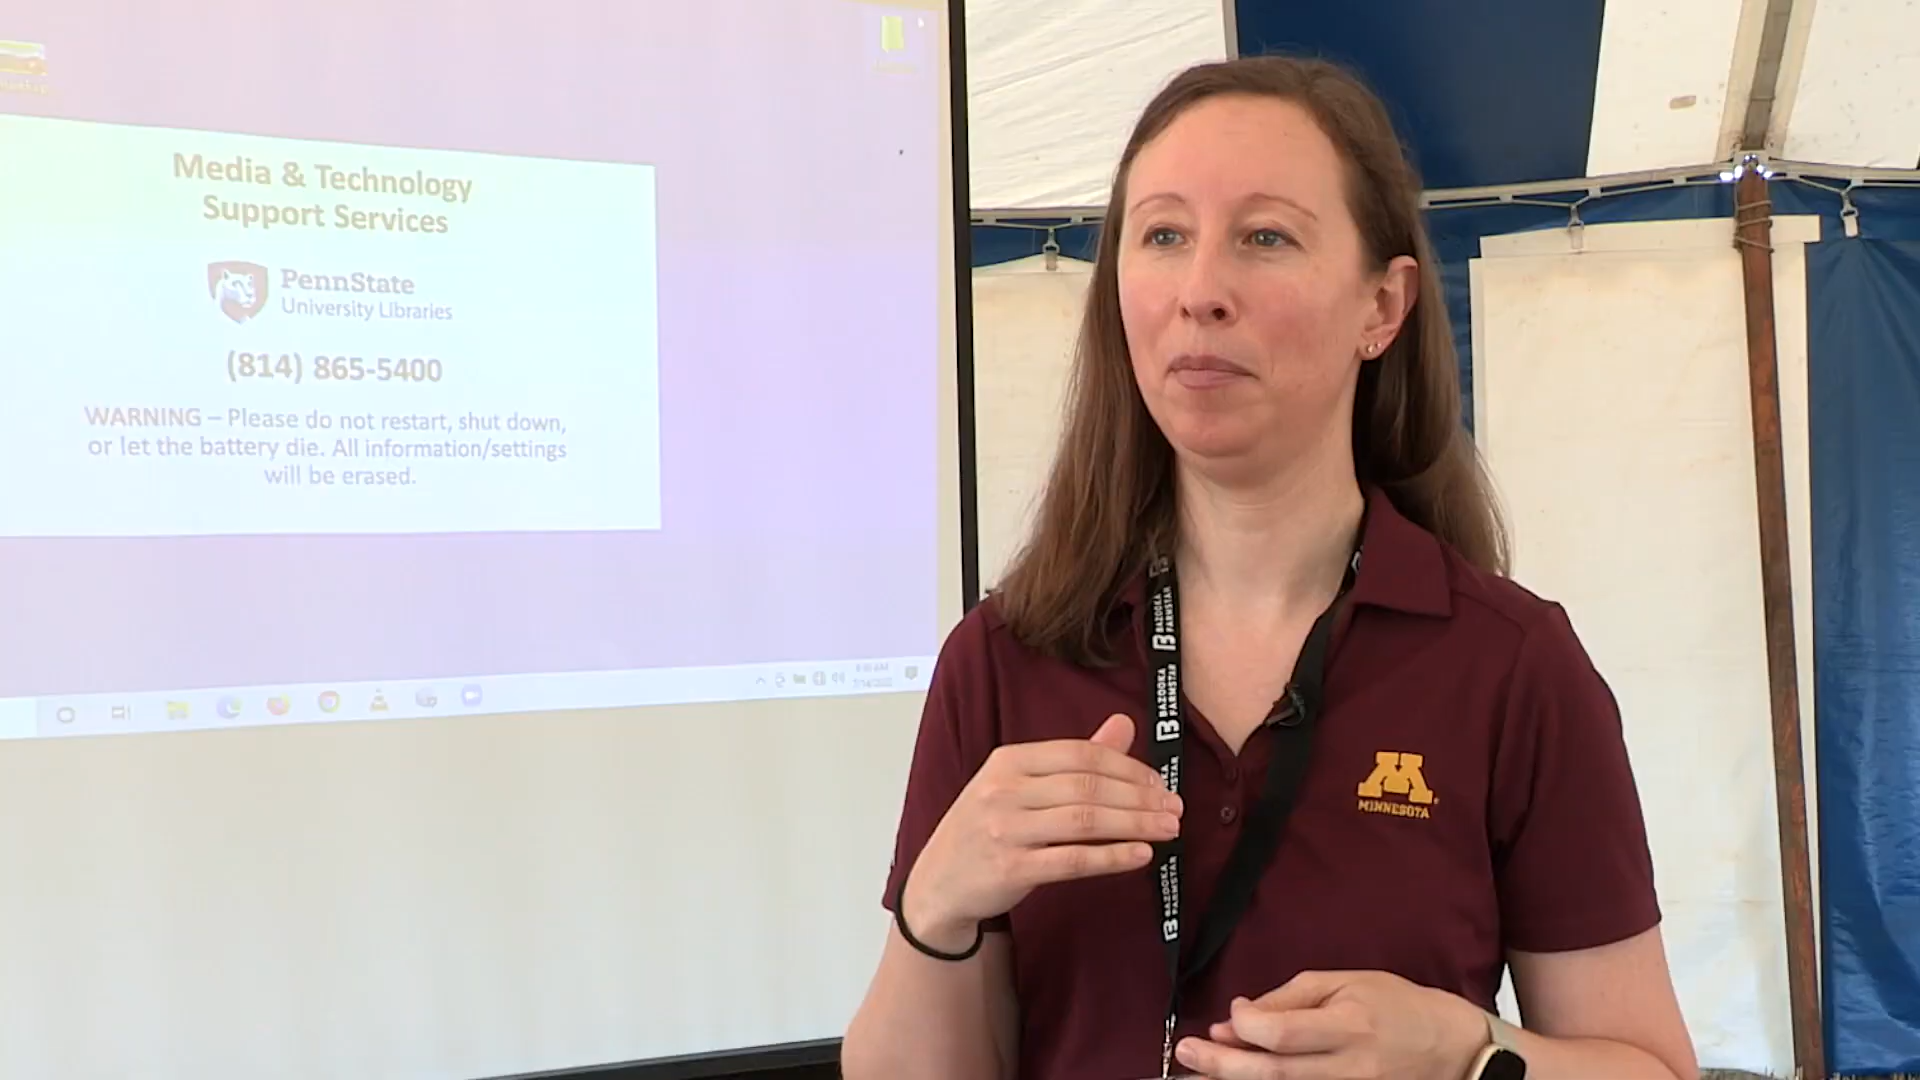 Media & Technology
Support Services
PennState
University Libraries
(814) 865-5400
WARNING – Please do not restart, shut down,
or let the battery die. All information/settings
will be erased.
BAZOOKA
FARMSTAR
BAZOOKA
FARMSTAR
BAZOOKA
FARMSTAR
M
MINNESOTA